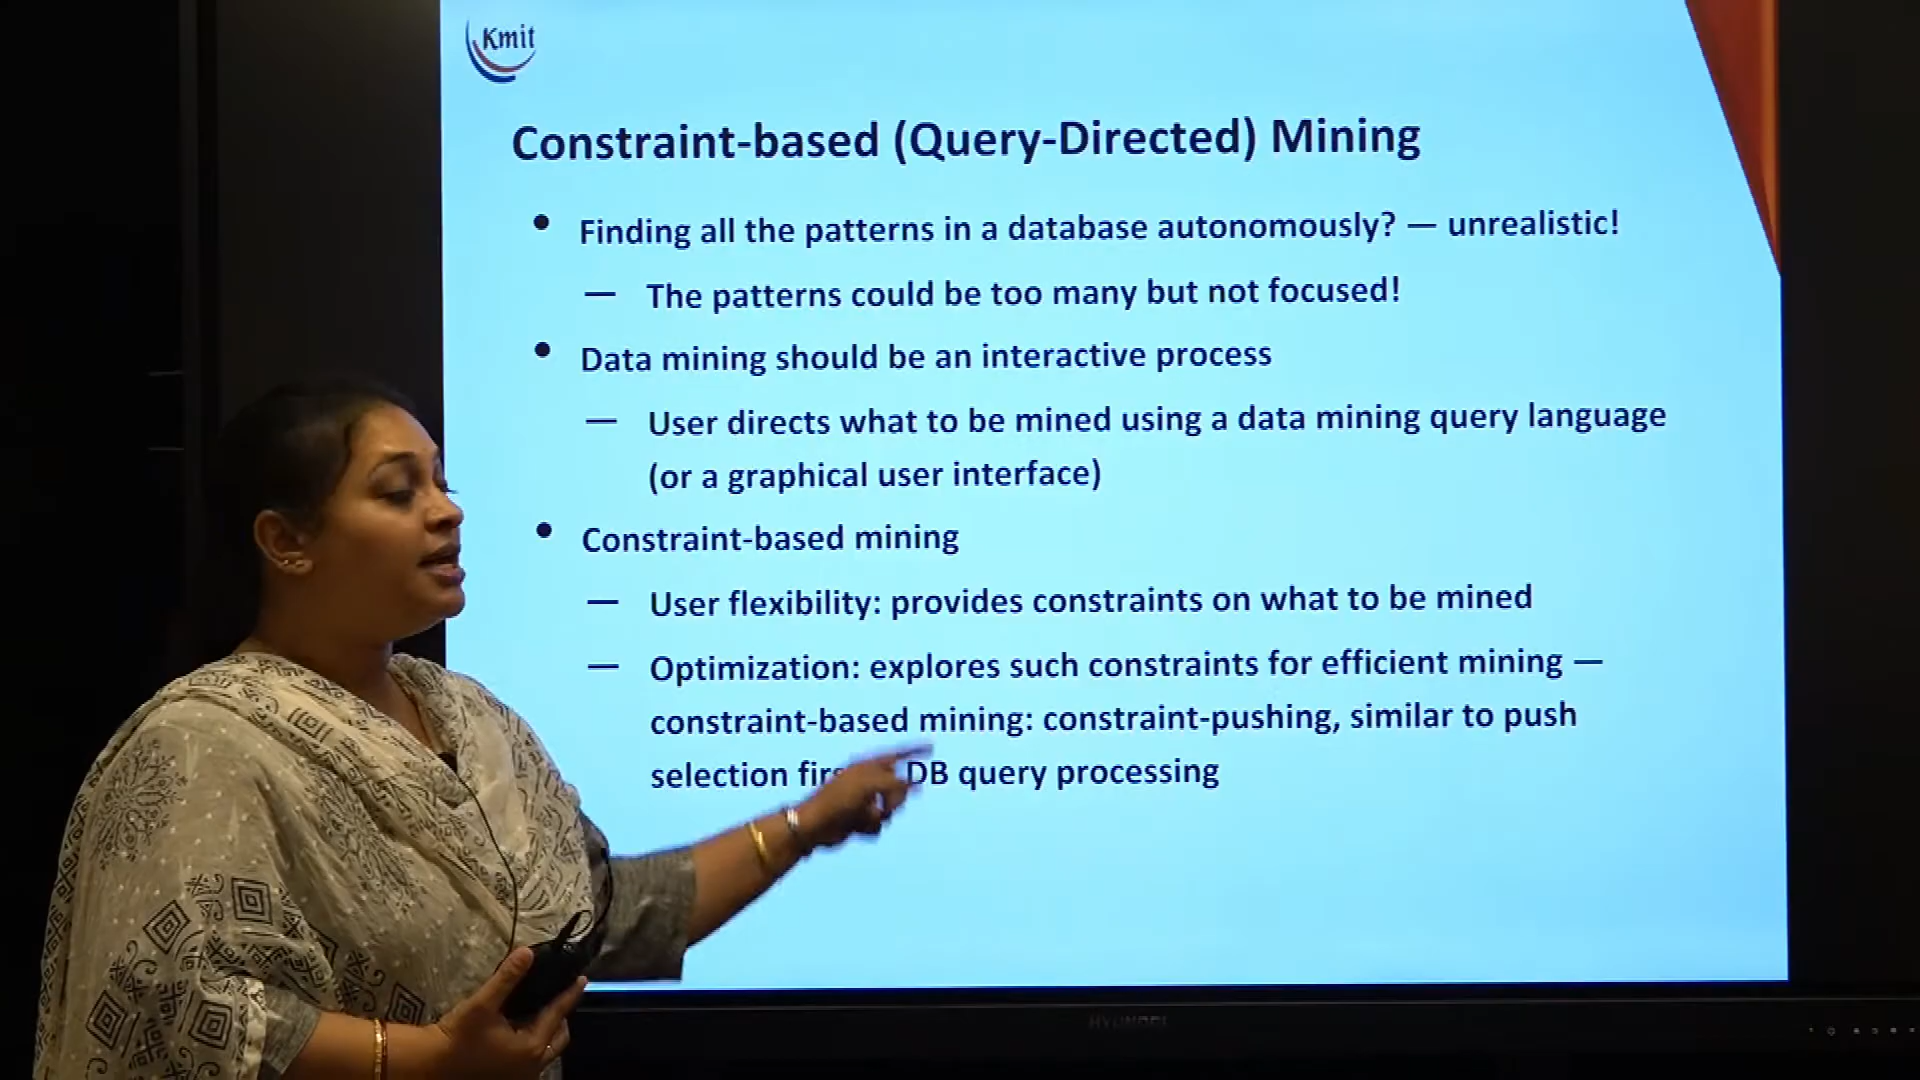 Kmit
Constraint-based (Query-Directed) Mining
• Finding all the patterns in a database autonomously? — unrealistic!
— The patterns could be too many but not focused!
• Data mining should be an interactive process
— User directs what to be mined using a data mining query language
(or a graphical user interface)
• Constraint-based mining
— User flexibility: provides constraints on what to be mined
— Optimization: explores such constraints for efficient mining —
constraint-based mining: constraint-pushing, similar to push
selection DB query processing
HYUNDAI